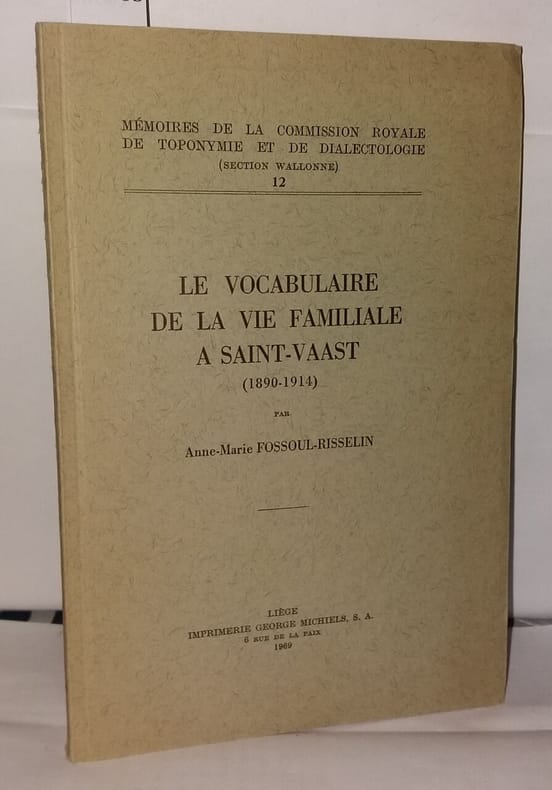 MÉMOIRES DE LA COMMISSION ROYALE
DE TOPONYMIE ET DE DIALECTOLOGIE
(SECTION WALLONNE)
12
LE VOCABULAIRE
DE LA VIE FAMILIALE
A SAINT-VAAST
(1890-1914)
PAR
Anne-Marie FOSSOUL-RISSELIN
LIÈGE
IMPRIMERIE GEORGE MICHIELS, S. A.
6 RUE DE LA PAIX
1969